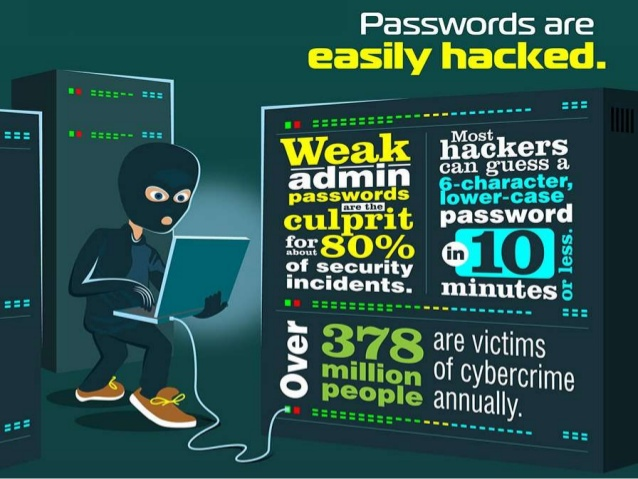 Passwords are
easily hacked.
Weak
admin
passwords
are the
culprit
for about 80%
of security
incidents.
Most
hackers
can guess a
6-character,
lower-case
password
in 10
minutes
or less.
Over
378
million
people
are victims
of cybercrime
annually.